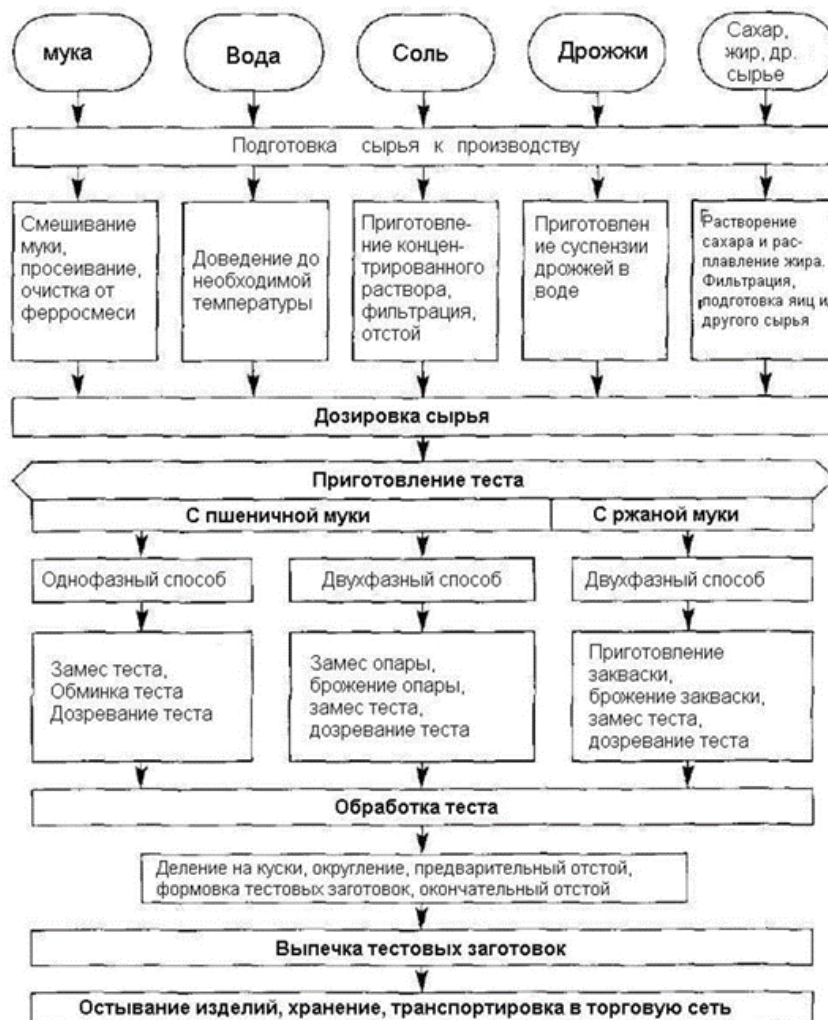 мука
Вода
Соль
Дрожжи
Сахар,
жир, др.
сырье
Подготовка сырья к производству
Смешивание
муки,
просеивание,
очистка от
ферросмеси
Доведение до
необходимой
температуры
Приготовле-
ние концен-
трированного
раствора,
фильтрация,
отстой
Приготовлен
ие суспензии
дрожжей в
воде
Растворение
сахара и рас-
плавление жира.
Фильтрация,
подготовка яиц и
другого сырья
Дозировка сырья
Приготовление теста
С пшеничной муки
С ржаной муки
Однофазный способ
Двухфазный способ
Двухфазный способ
Замес теста,
Обминка теста
Дозревание теста
Замес опары,
брожение опары,
замес теста,
дозревание теста
Приготовление
закваски,
брожение закваски,
замес теста,
дозревание теста
Обработка теста
Деление на куски, округление, предварительный отстой,
формовка тестовых заготовок, окончательный отстой
Выпечка тестовых заготовок
Остывание изделий, хранение, транспортировка в торговую сеть